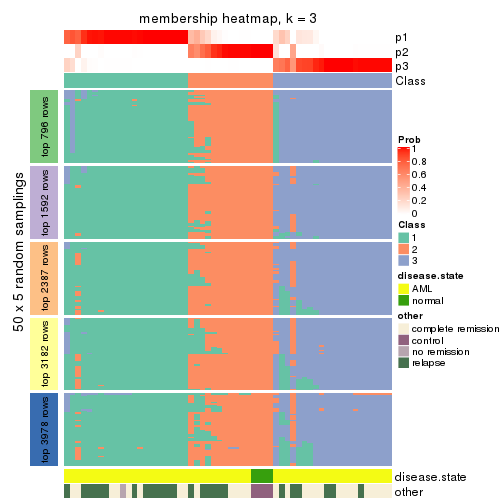 membership heatmap, k = 3
p1
p2
p3
Class
50 x 5 random samplings
top 796 rows
top 1592 rows
top 2387 rows
top 3182 rows
top 3978 rows
Prob
1
0.8
0.6
0.4
0.2
0
Class
1
2
3
disease.state
AML
normal
other
complete remission
control
no remission
relapse
disease.state
other